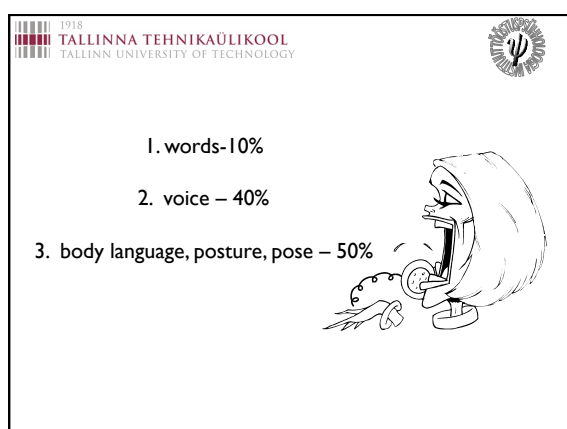 1918
TALLINNA TEHNIKAÜLIKOOL
TALLINN UNIVERSITY OF TECHNOLOGY
1. words-10%
2. voice – 40%
3. body language, posture, pose – 50%